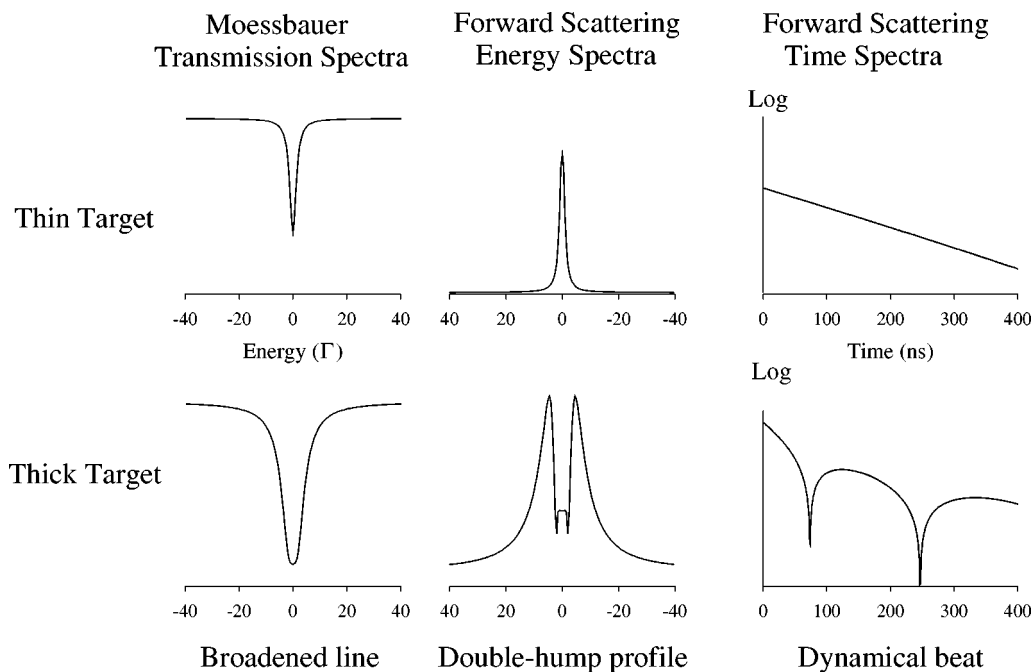 Moessbauer
Transmission Spectra
Forward Scattering
Energy Spectra
Forward Scattering
Time Spectra
Log
Thin Target
-40 -20 0 20 40
Energy (Γ)
40 20 0 -20 -40
0 100 200 300 400
Time (ns)
Log
Thick Target
-40 -20 0 20 40
40 20 0 -20 -40
0 100 200 300 400
Broadened line
Double-hump profile
Dynamical beat